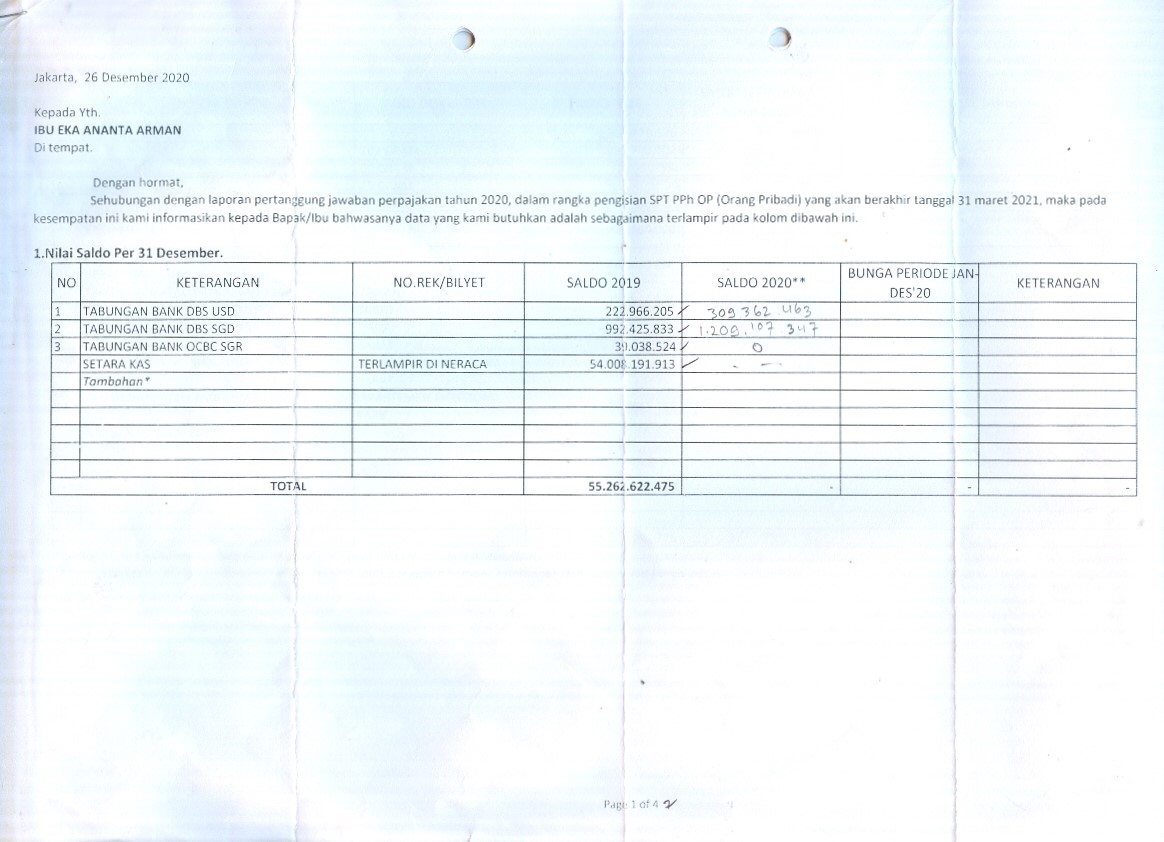 Jakarta, 26 Desember 2020
Kepada Yth.
IBU EKA ANANTA ARMAN
Di tempat.
Dengan hormat,
Sehubungan dengan laporan pertanggung jawaban perpajakan tahun 2020, dalam rangka pengisian SPT PPh OP (Orang Pribadi) yang akan berakhir tanggal 31 maret 2021, maka pada
kesempatan ini kami informasikan kepada Bapak/Ibu bahwasanya data yang kami butuhkan adalah sebagaimana terlampir pada kolom dibawah ini.
1.Nilai Saldo Per 31 Desember.
NO KETERANGAN NO.REK/BILYET SALDO 2019 SALDO 2020** BUNGA PERIODE JAN-DES'20 KETERANGAN
1 TABUNGAN BANK DBS USD 222.966.205 309 362 463
2 TABUNGAN BANK DBS SGD 992.425.833 1.209.107 347
3 TABUNGAN BANK OCBC SGR 39.038.524 0
SETARA KAS TERLAMPIR DI NERACA 54.008.191.913 - -
Tambahan*
TOTAL 55.262.622.475 - - -
Page 1 of 4 2